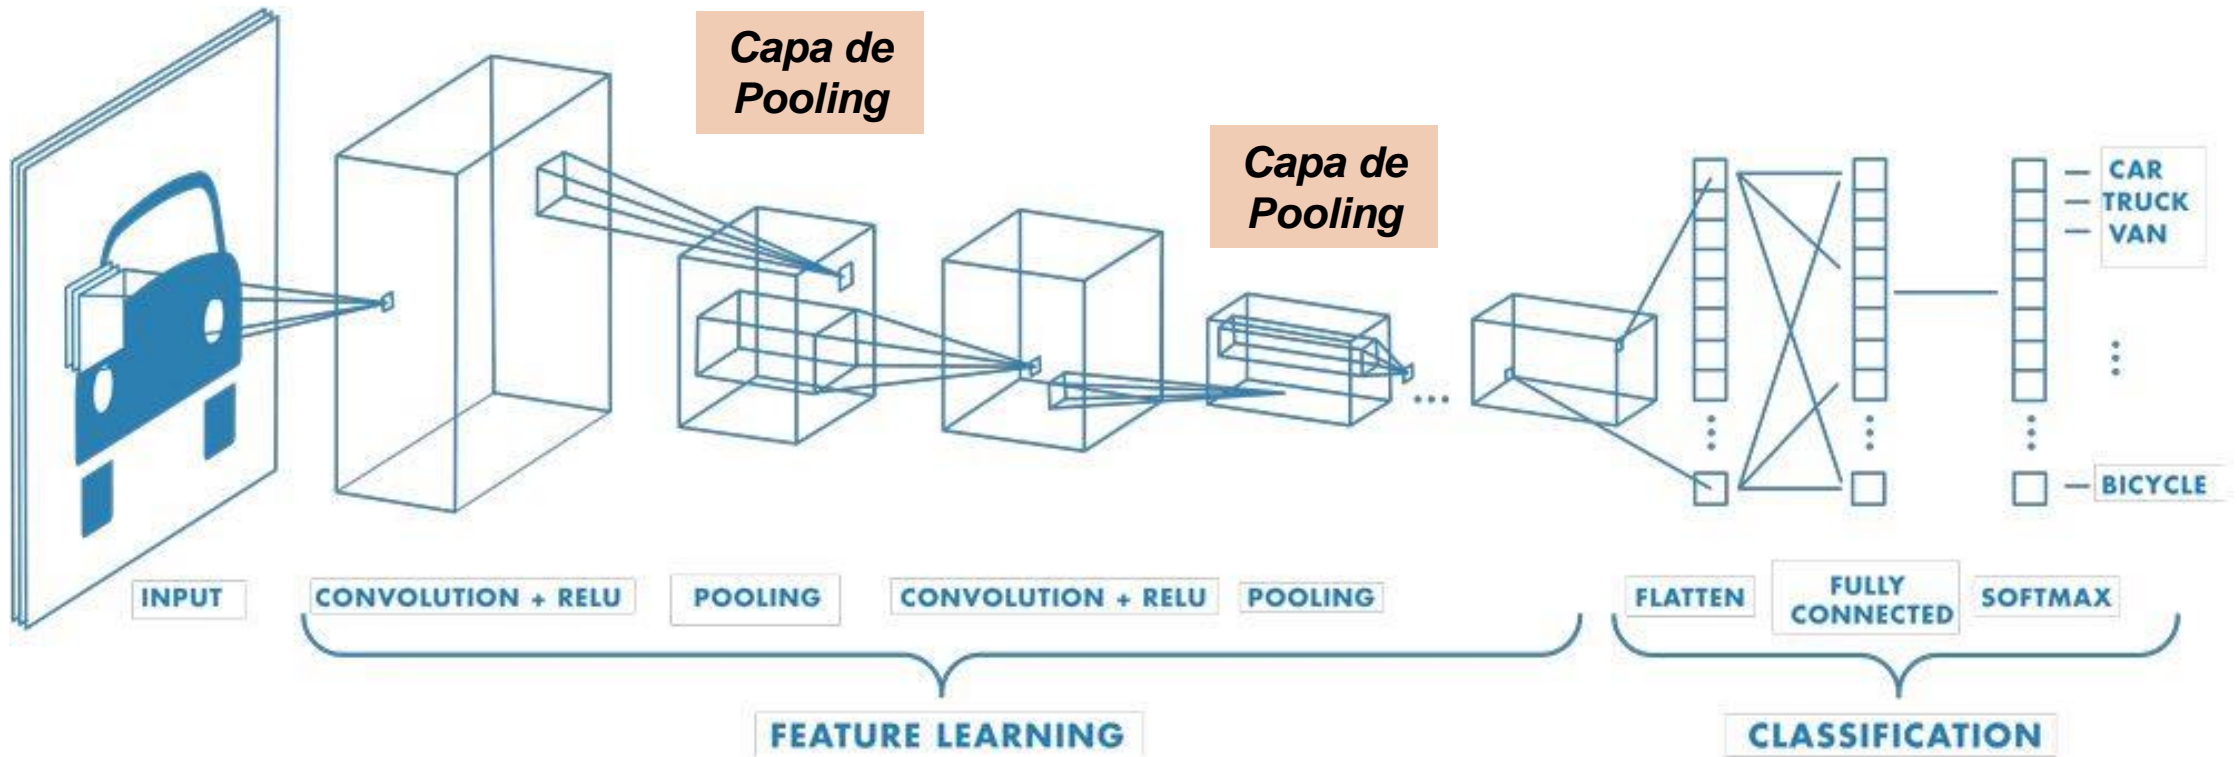 Capa de
Pooling
Capa de
Pooling
CAR
TRUCK
VAN
BICYCLE
INPUT
CONVOLUTION + RELU
POOLING
CONVOLUTION + RELU
POOLING
FLATTEN
FULLY
CONNECTED
SOFTMAX
FEATURE LEARNING
CLASSIFICATION